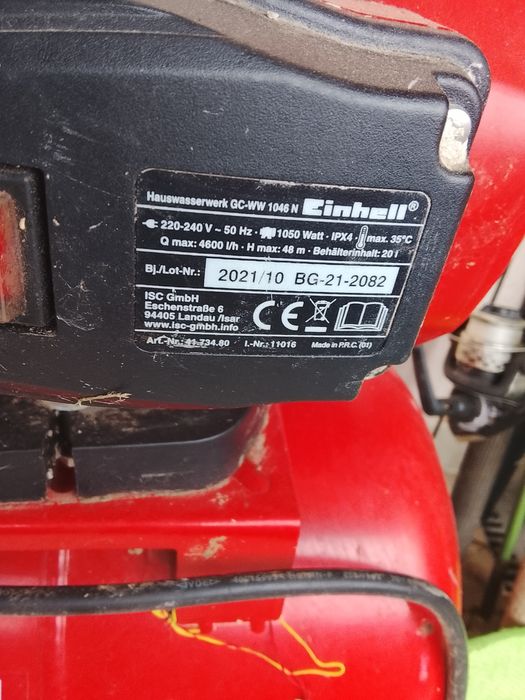 Hauswasserwerk GC-WW 1046 N Einhell®
220-240 V ~ 50 Hz · 1050 Watt · IPX4 · max. 35°C
Q max: 4600 l/h · H max: 48 m · Behälterinhalt: 20 l
Bj./Lot-Nr.: 2021/10 BG-21-2082
ISC GmbH
Eschenstraße 6
94405 Landau /Isar
www.isc-gmbh.info
CE
Art.-Nr.: 41.734.80 I.-Nr.: 11016 Made in P.R.C. (01)